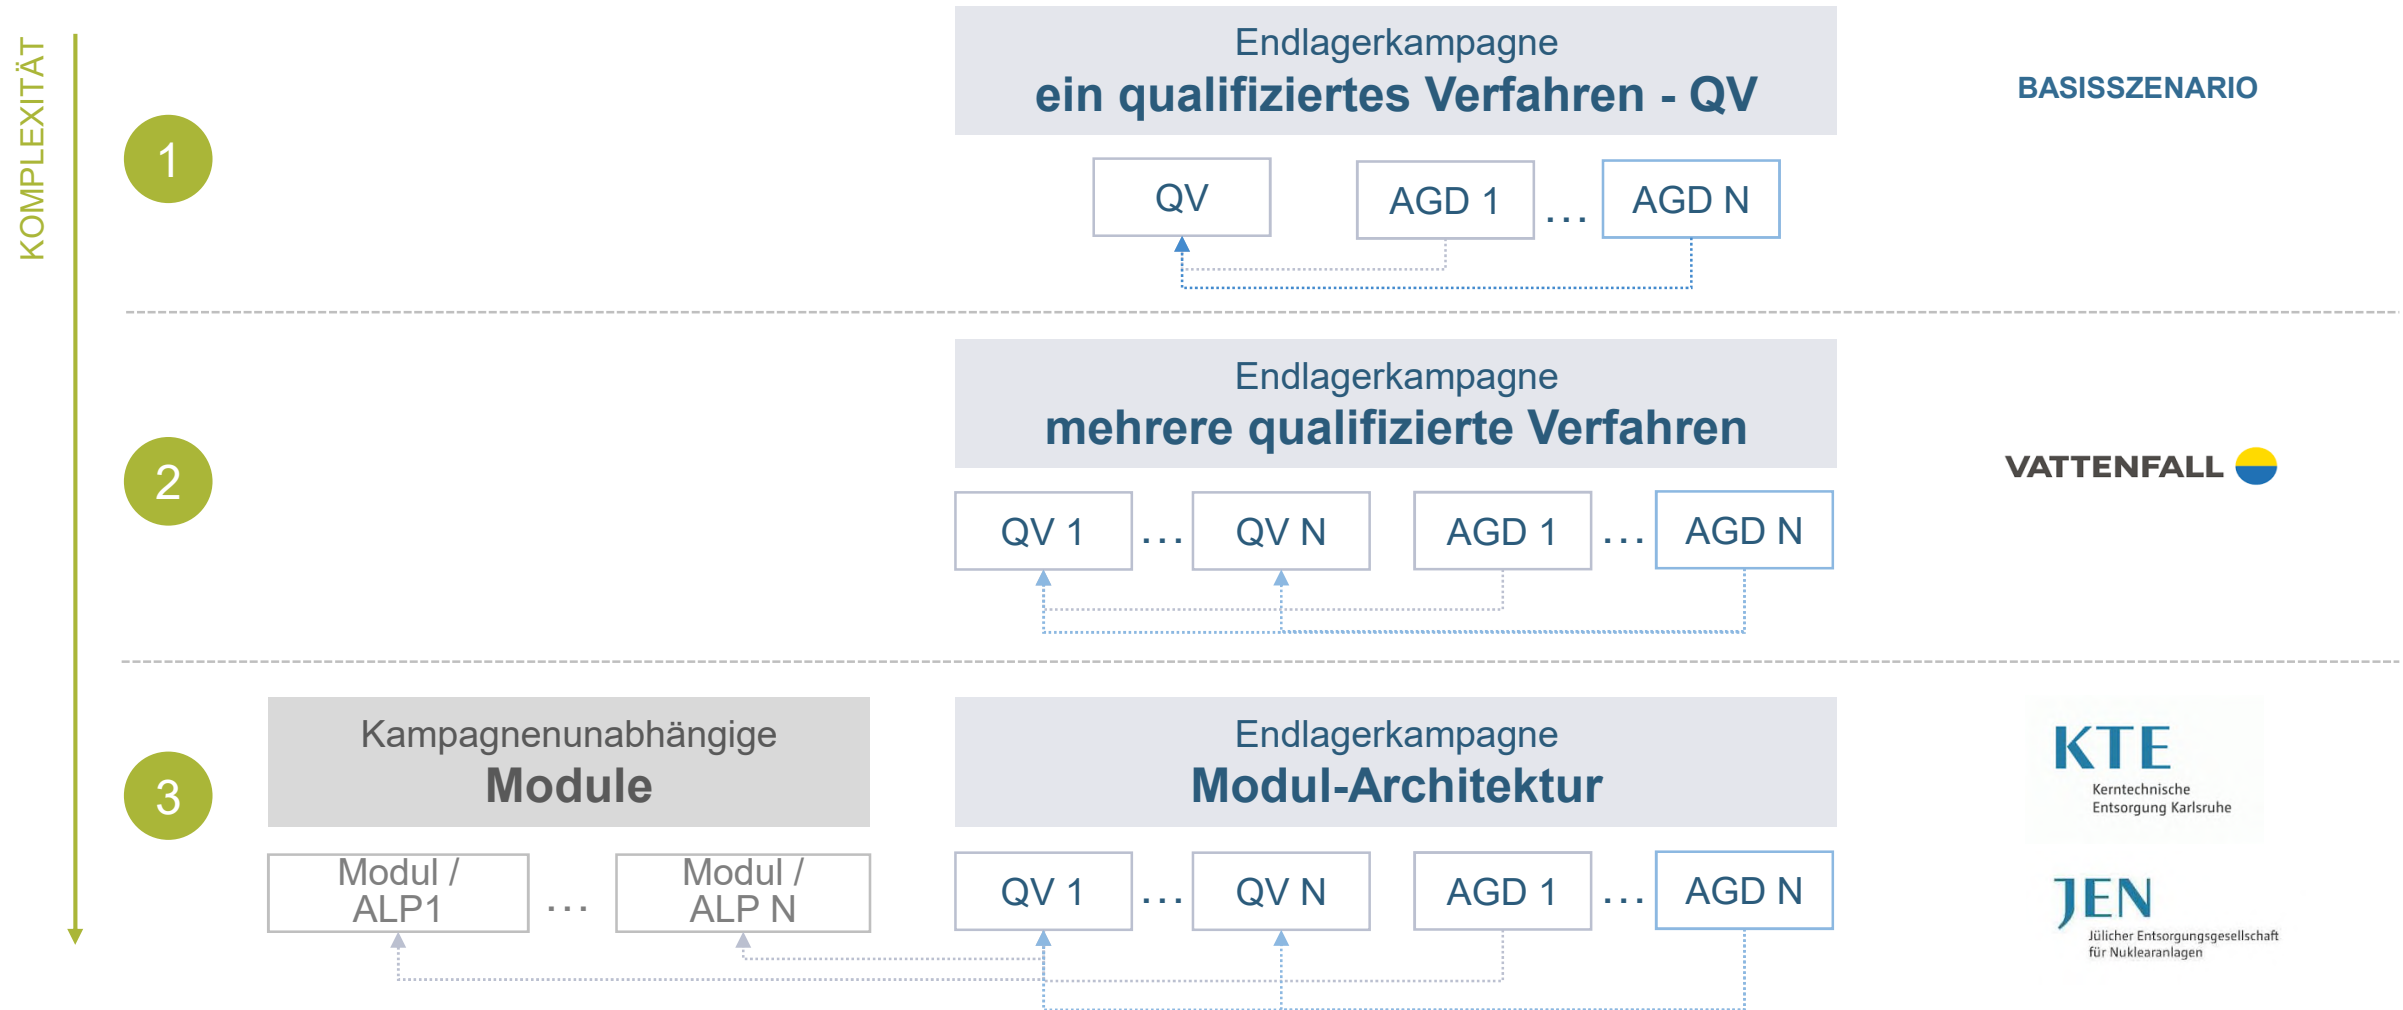 KOMPLEXITÄT
1
Endlagerkampagne
ein qualifiziertes Verfahren - QV
BASISSZENARIO
QV
AGD 1
...
AGD N
2
Endlagerkampagne
mehrere qualifizierte Verfahren
VATTENFALL
QV 1
...
QV N
AGD 1
...
AGD N
3
Kampagnenunabhängige
Module
Endlagerkampagne
Modul-Architektur
KTE
Kerntechnische
Entsorgung Karlsruhe
Modul /
ALP1
...
Modul /
ALP N
QV 1
...
QV N
AGD 1
...
AGD N
JEN
Jülicher Entsorgungsgesellschaft
für Nuklearanlagen